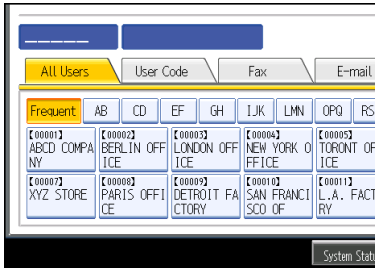 _____
All Users User Code Fax E-mail
Frequent AB CD EF GH IJK LMN OPQ RS
【00001】 【00002】 【00003】 【00004】 【00005】
ABCD COMPA BERLIN OFF LONDON OFF NEW YORK O TORONT OF
NY ICE ICE FFICE ICE
【00007】 【00008】 【00009】 【00010】 【00011】
XYZ STORE PARIS OFFI DETROIT FA SAN FRANCI L.A. FACT
CE CTORY SCO OF RY
System Statu